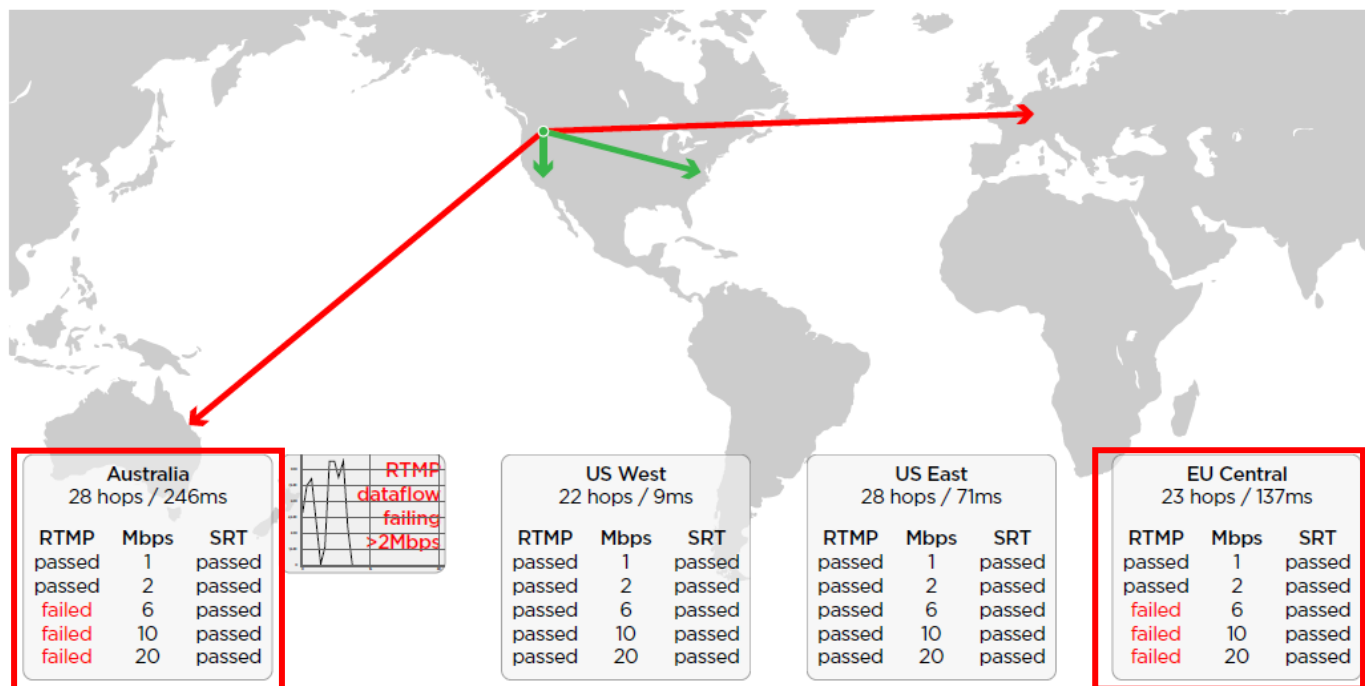 Australia
28 hops / 246ms
RTMP Mbps SRT
passed 1 passed
passed 2 passed
failed 6 passed
failed 10 passed
failed 20 passed
RTMP
dataflow
failing
>2Mbps
US West
22 hops / 9ms
RTMP Mbps SRT
passed 1 passed
passed 2 passed
passed 6 passed
passed 10 passed
passed 20 passed
US East
28 hops / 71ms
RTMP Mbps SRT
passed 1 passed
passed 2 passed
passed 6 passed
passed 10 passed
passed 20 passed
EU Central
23 hops / 137ms
RTMP Mbps SRT
passed 1 passed
passed 2 passed
failed 6 passed
failed 10 passed
failed 20 passed